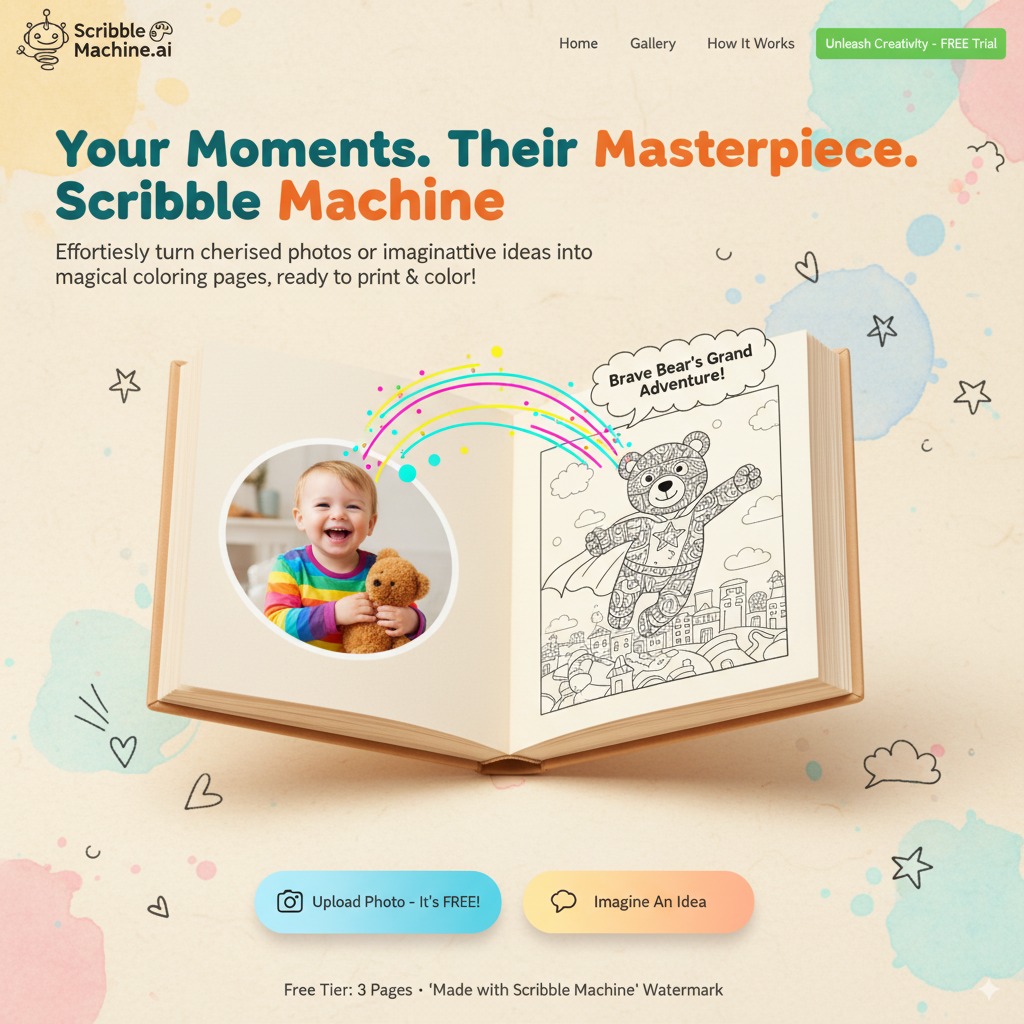 Scribble
Machine.ai
Home
Gallery
How It Works
Unleash Creativity - FREE Trial
Your Moments. Their Masterpiece.
Scribble Machine
Effortiesly turn cherised photos or imaginattive ideas into
magical coloring pages, ready to print & color!
Brave Bear's Grand
Adventure!
Upload Photo - It's FREE!
Imagine An Idea
Free Tier: 3 Pages • 'Made with Scribble Machine' Watermark